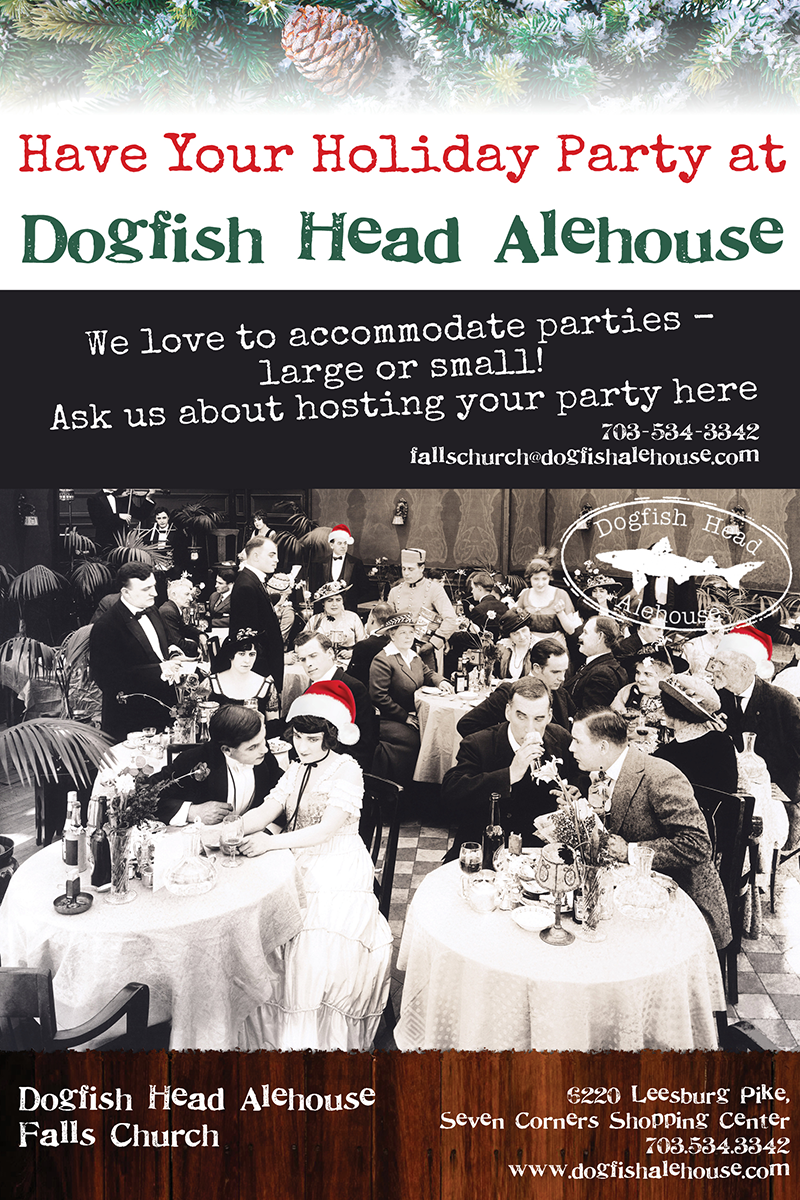 Have Your Holiday Party at
Dogfish Head Alehouse
We love to accommodate parties –
large or small!
Ask us about hosting your party here
703-534-3342
fallschurch@dogfishalehouse.com
Dogfish Head
Alehouse
Dogfish Head Alehouse
Falls Church
6220 Leesburg Pike,
Seven Corners Shopping Center
703.534.3342
www.dogfishalehouse.com